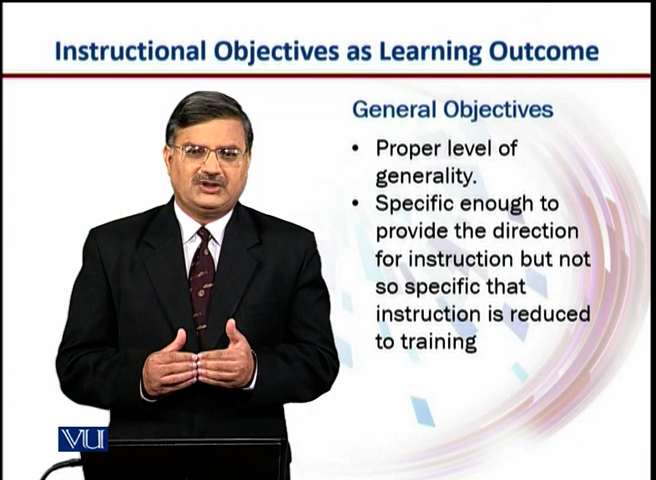 Instructional Objectives as Learning Outcome
General Objectives
• Proper level of
generality.
• Specific enough to
provide the direction
for instruction but not
so specific that
instruction is reduced
to training
VU